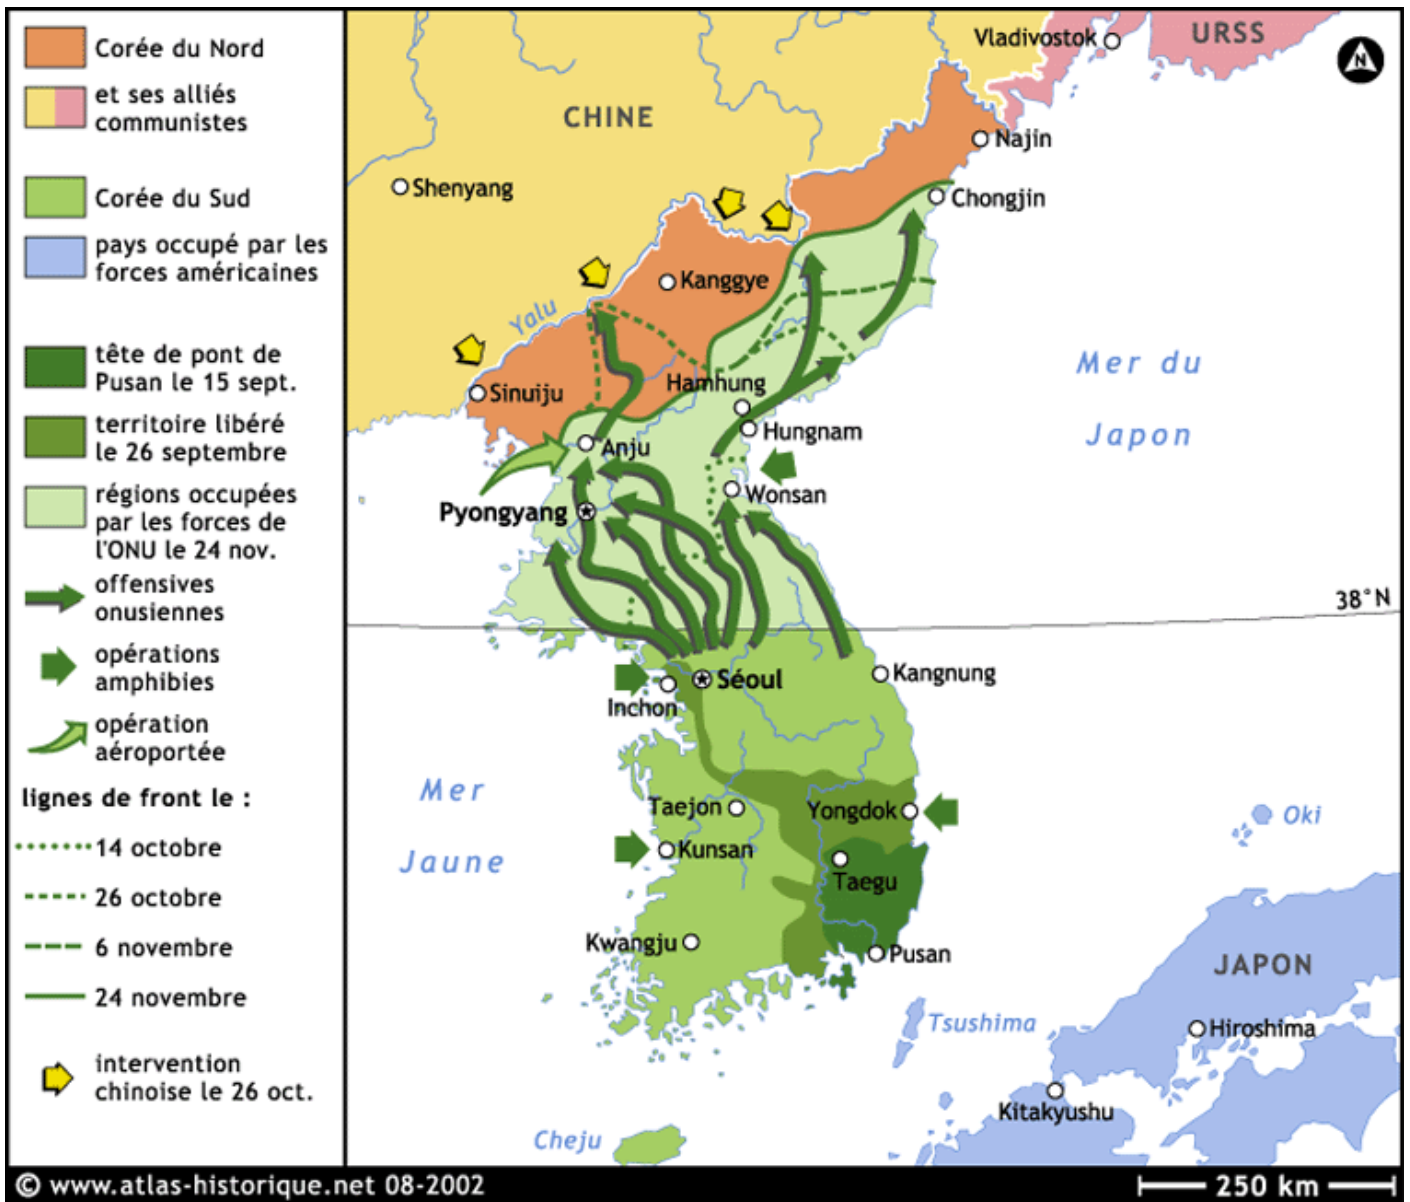 Corée du Nord
et ses alliés
communistes
Corée du Sud
pays occupé par les
forces américaines
tête de pont de
Pusan le 15 sept.
territoire libéré
le 26 septembre
régions occupées
par les forces de
l'ONU le 24 nov.
offensives
onusiennes
opérations
amphibies
opération
aéroportée
lignes de front le :
14 octobre
26 octobre
6 novembre
24 novembre
intervention
chinoise le 26 oct.
Vladivostok
URSS
N
CHINE
Najin
Shenyang
Chongjin
Kanggye
Yalu
Mer du
Japon
Sinuiju
Hamhung
Hungnam
Anju
Wonsan
Pyongyang
38°N
Kangnung
Séoul
Inchon
Mer
Jaune
Taejon
Yongdok
Oki
Kunsan
Taegu
Kwangju
Pusan
JAPON
Tsushima
Hiroshima
Kitakyushu
Cheju
© www.atlas-historique.net 08-2002
250 km